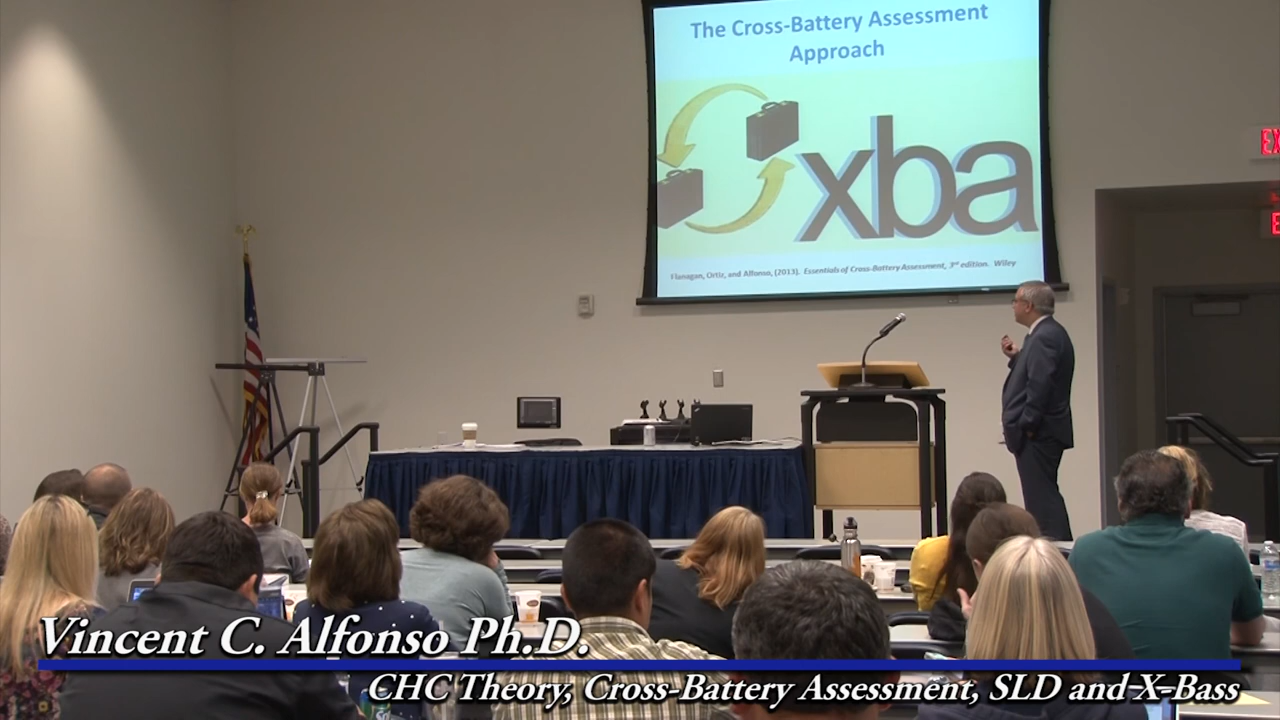 The Cross-Battery Assessment
Approach
xba
Flanagan, Ortiz, and Alfonso, (2013). Essentials of Cross-Battery Assessment, 3rd edition. Wiley
EX
E
Vincent C. Alfonso Ph.D.
CHC Theory, Cross-Battery Assessment, SLD and X-Bass